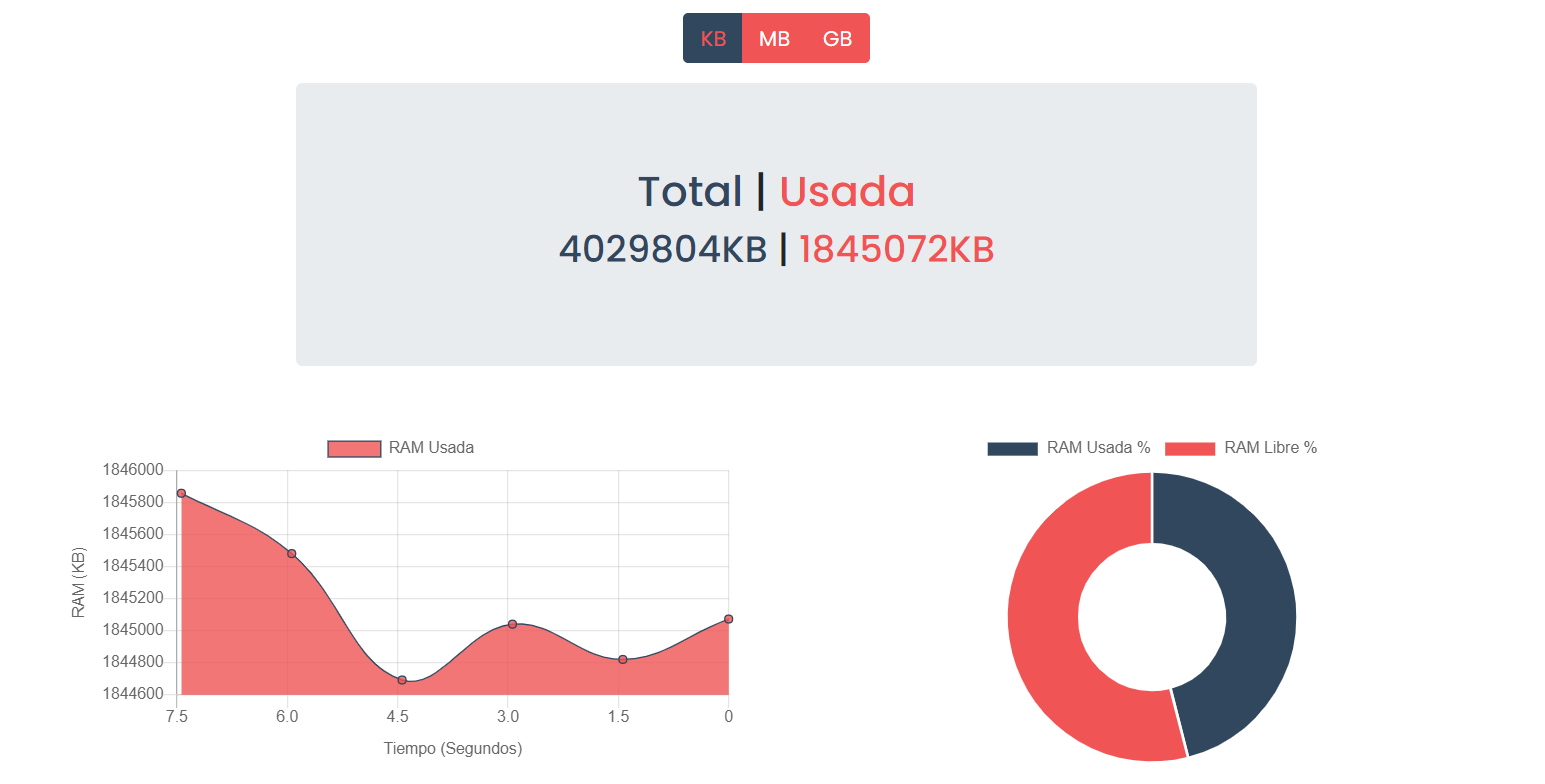 KB MB GB
Total | Usada
4029804KB | 1845072KB
RAM Usada
1846000
1845800
1845600
1845400
1845200
1845000
1844800
1844600
RAM (KB)
7.5 6.0 4.5 3.0 1.5 0
Tiempo (Segundos)
RAM Usada % RAM Libre %